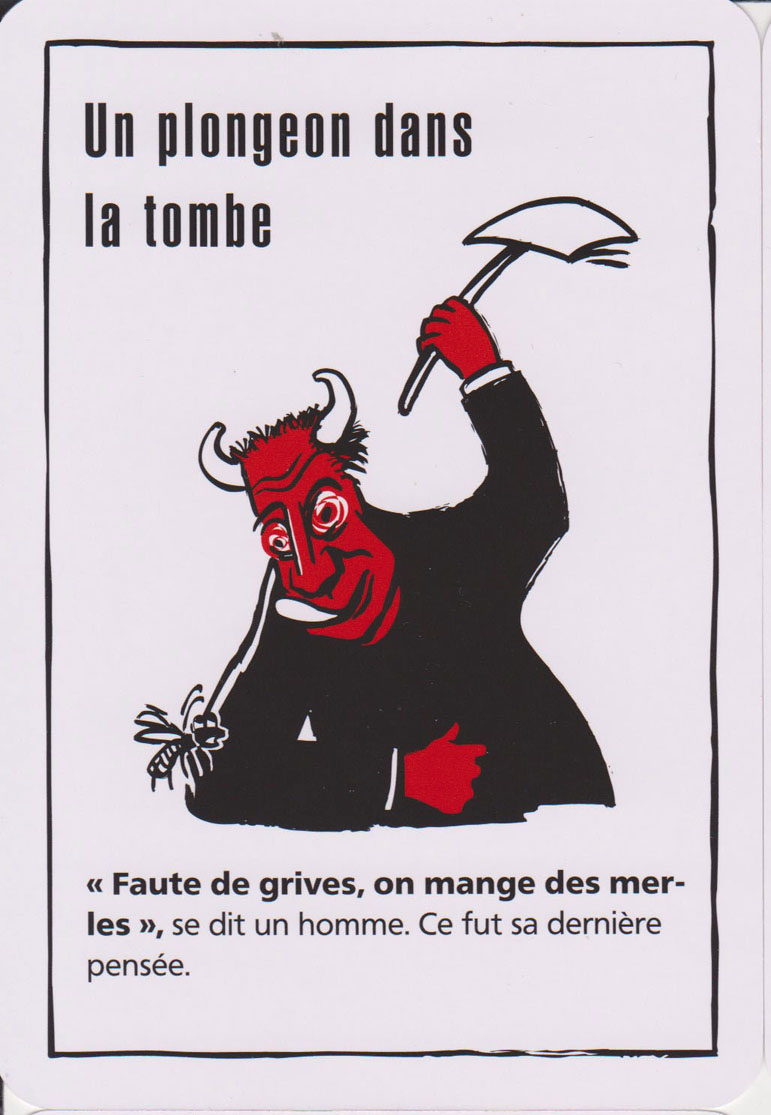 Un plongeon dans
la tombe
« Faute de grives, on mange des mer-
les », se dit un homme. Ce fut sa dernière
pensée.